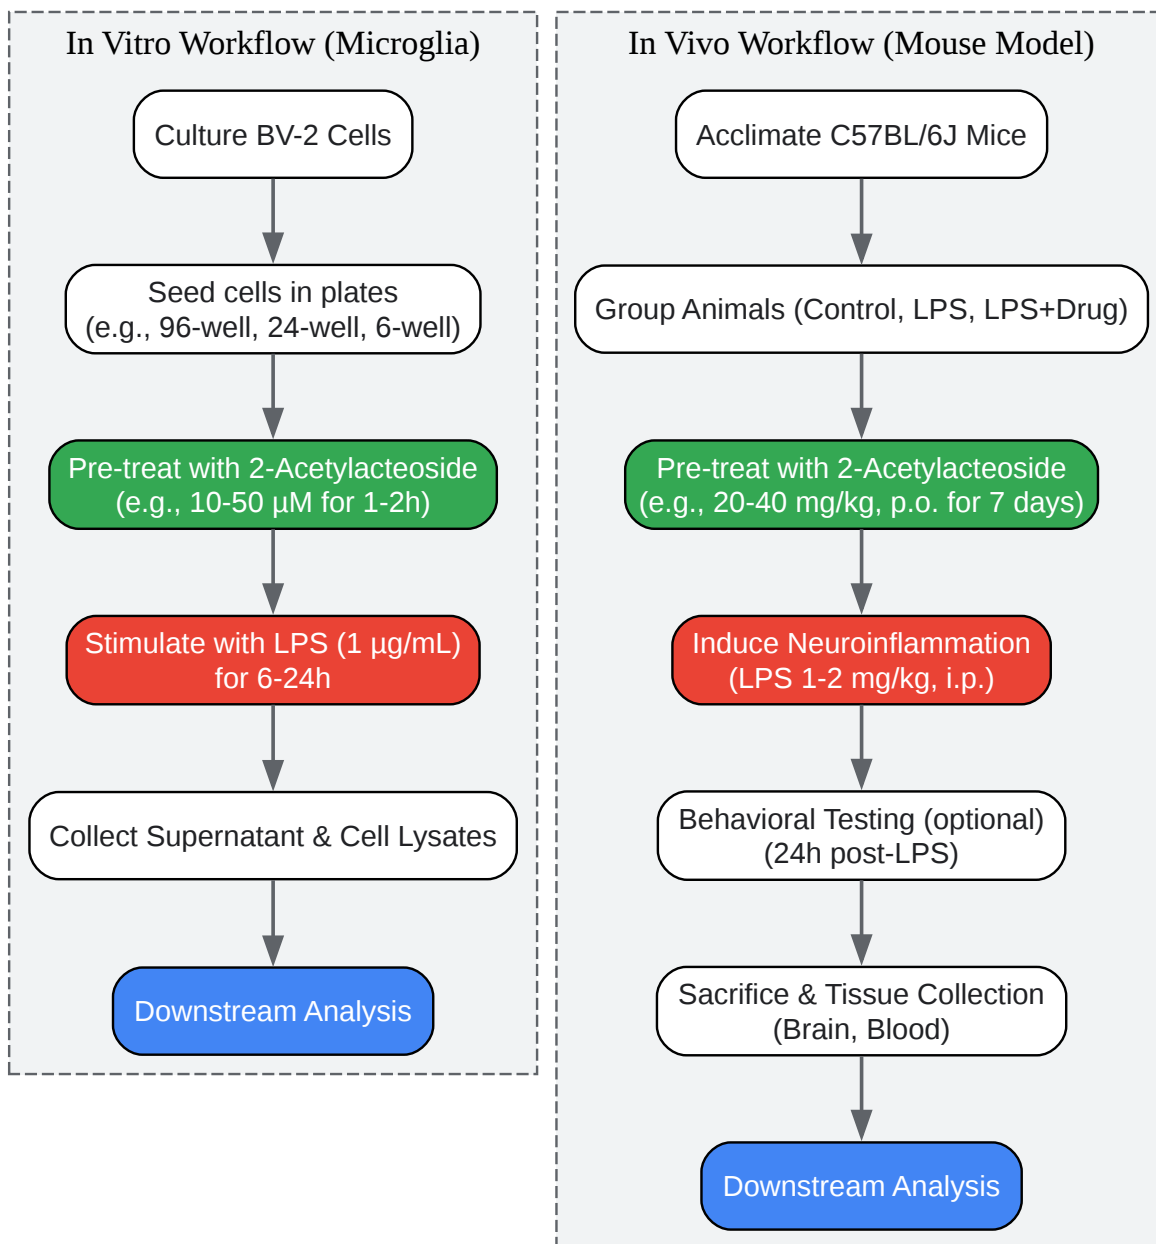 In Vitro Workflow (Microglia)
Culture BV-2 Cells
Seed cells in plates
(e.g., 96-well, 24-well, 6-well)
Pre-treat with 2-Acetylacteoside
(e.g., 10-50 µM for 1-2h)
Stimulate with LPS (1 µg/mL)
for 6-24h
Collect Supernatant & Cell Lysates
Downstream Analysis
In Vivo Workflow (Mouse Model)
Acclimate C57BL/6J Mice
Group Animals (Control, LPS, LPS+Drug)
Pre-treat with 2-Acetylacteoside
(e.g., 20-40 mg/kg, p.o. for 7 days)
Induce Neuroinflammation
(LPS 1-2 mg/kg, i.p.)
Behavioral Testing (optional)
(24h post-LPS)
Sacrifice & Tissue Collection
(Brain, Blood)
Downstream Analysis